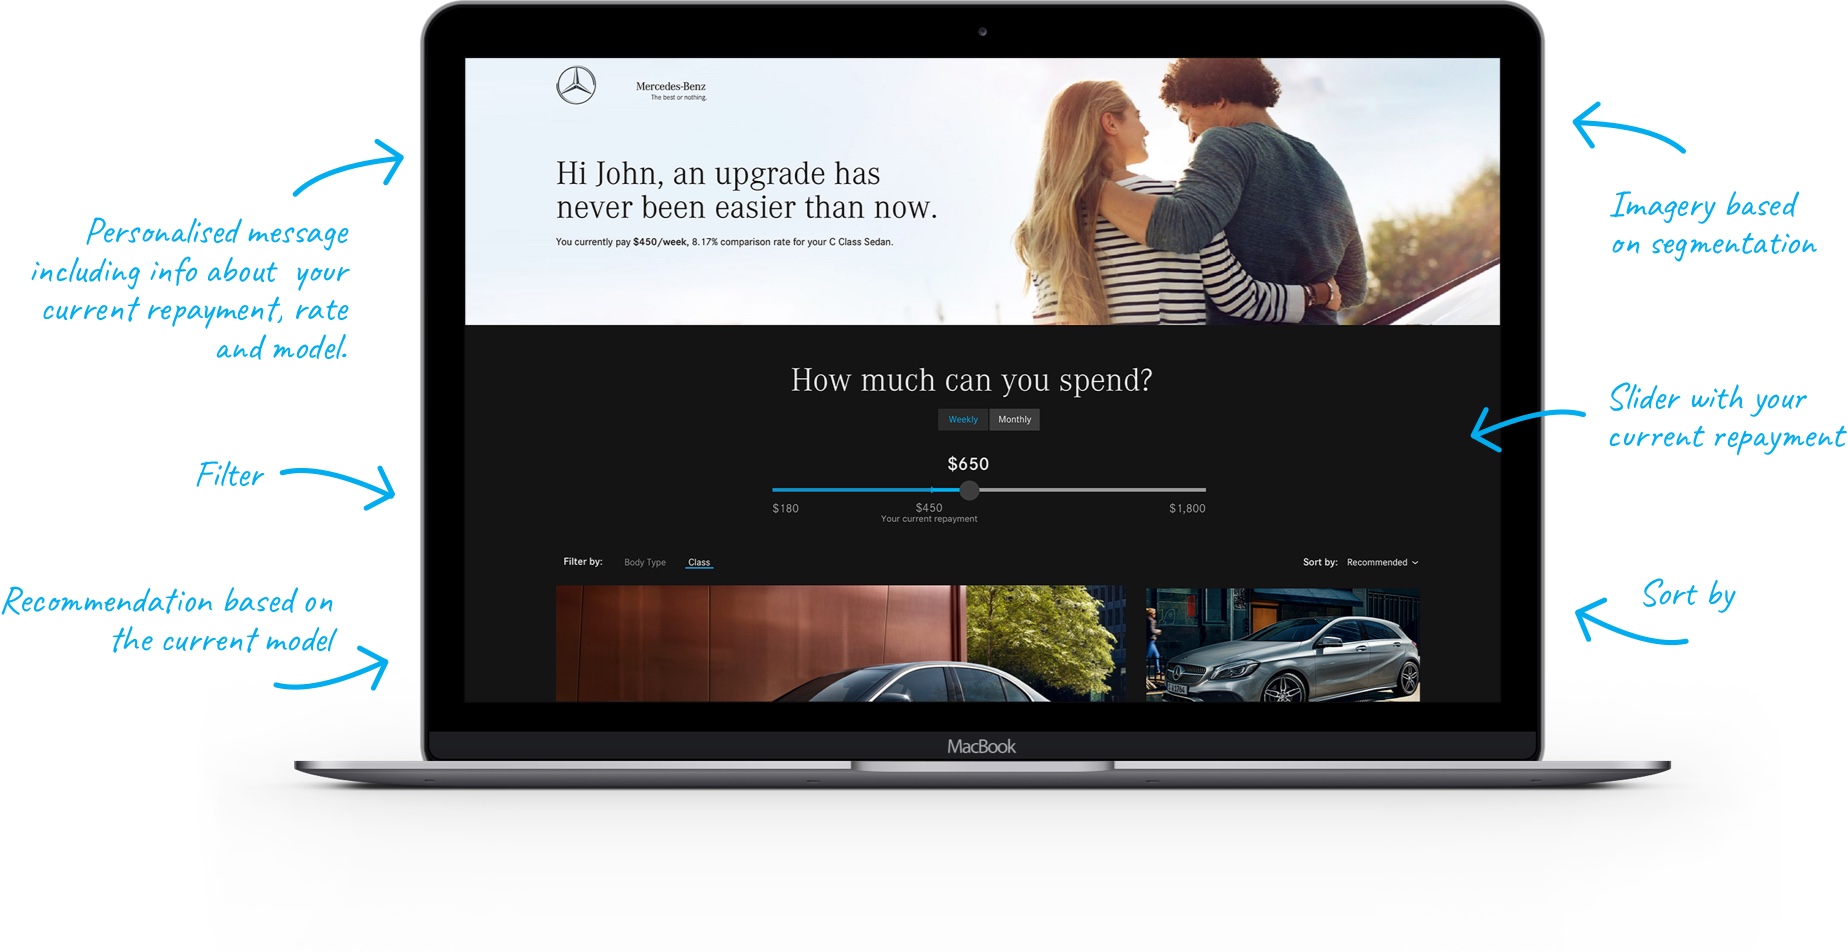 Mercedes-Benz
The best or nothing.
Hi John, an upgrade has
never been easier than now.
You currently pay $450/week, 8.17% comparison rate for your C Class Sedan.
Personalised message
including info about your
current repayment, rate
and model.
Imagery based
on segmentation
How much can you spend?
Weekly Monthly
Slider with your
current repayment
$650
$180 $450 $1,800
Your current repayment
Filter
Filter by: Body Type Class Sort by: Recommended
Recommendation based on
the current model
Sort by
MacBook